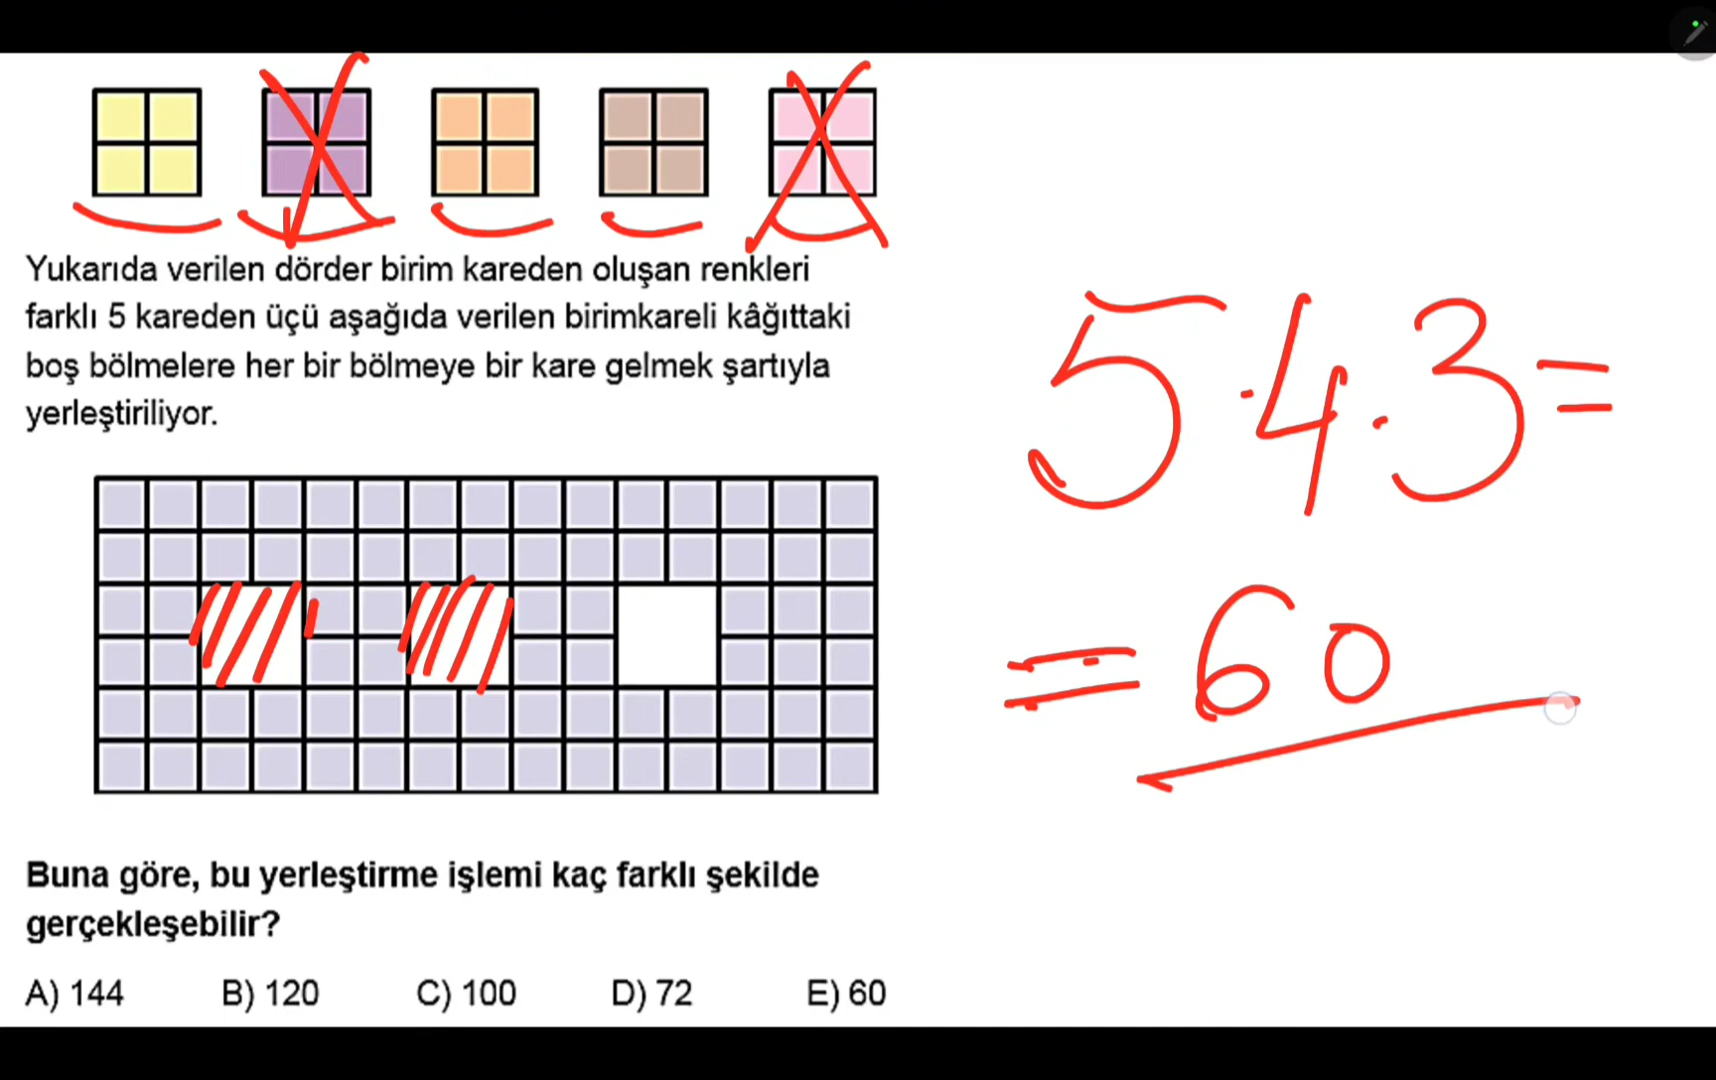 Yukarıda verilen dörder birim kareden oluşan renkleri
farklı 5 kareden üçü aşağıda verilen birimkareli kâğıttaki
boş bölmelere her bir bölmeye bir kare gelmek şartıyla
yerleştiriliyor.
5·4·3=
=60
Buna göre, bu yerleştirme işlemi kaç farklı şekilde
gerçekleşebilir?
A) 144 B) 120 C) 100 D) 72 E) 60